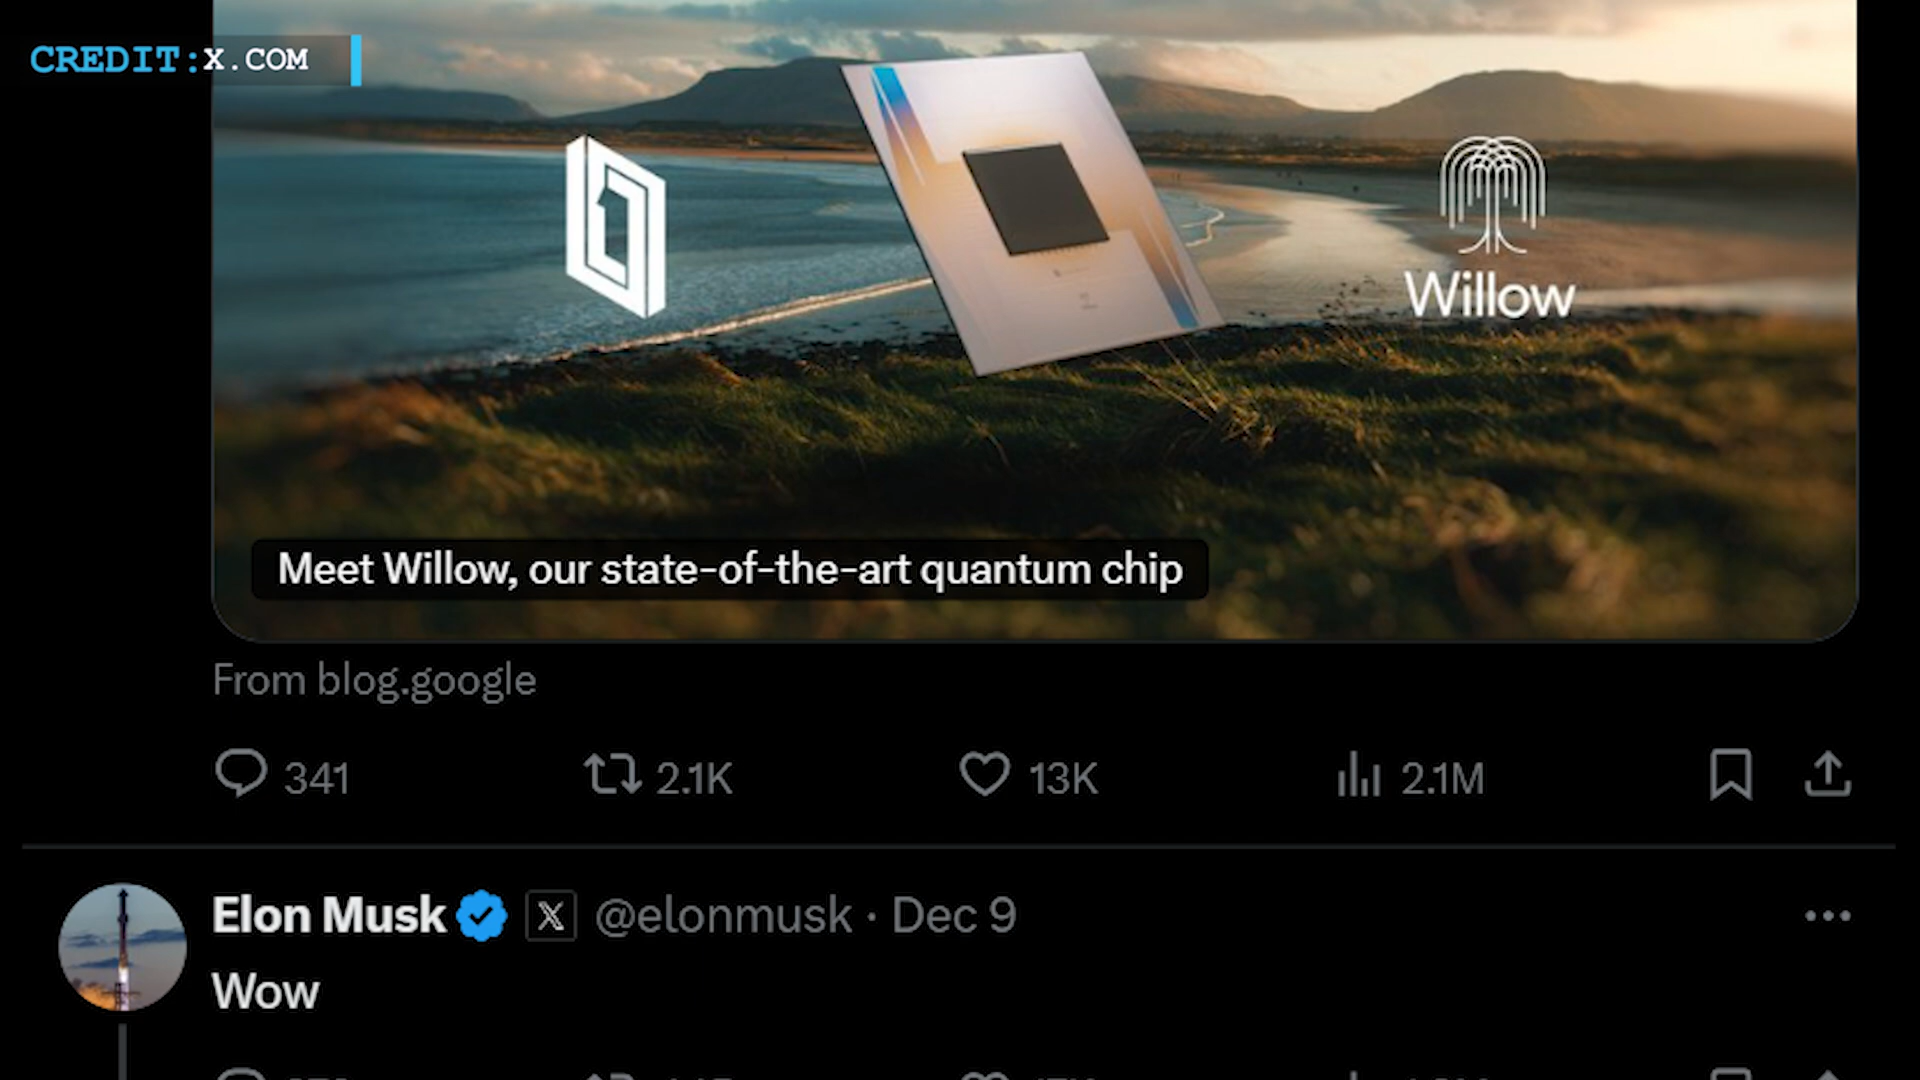 CREDIT:X.COM
Willow
Meet Willow, our state-of-the-art quantum chip
From blog.google
341 2.1K 13K 2.1M
Elon Musk X @elonmusk · Dec 9
Wow